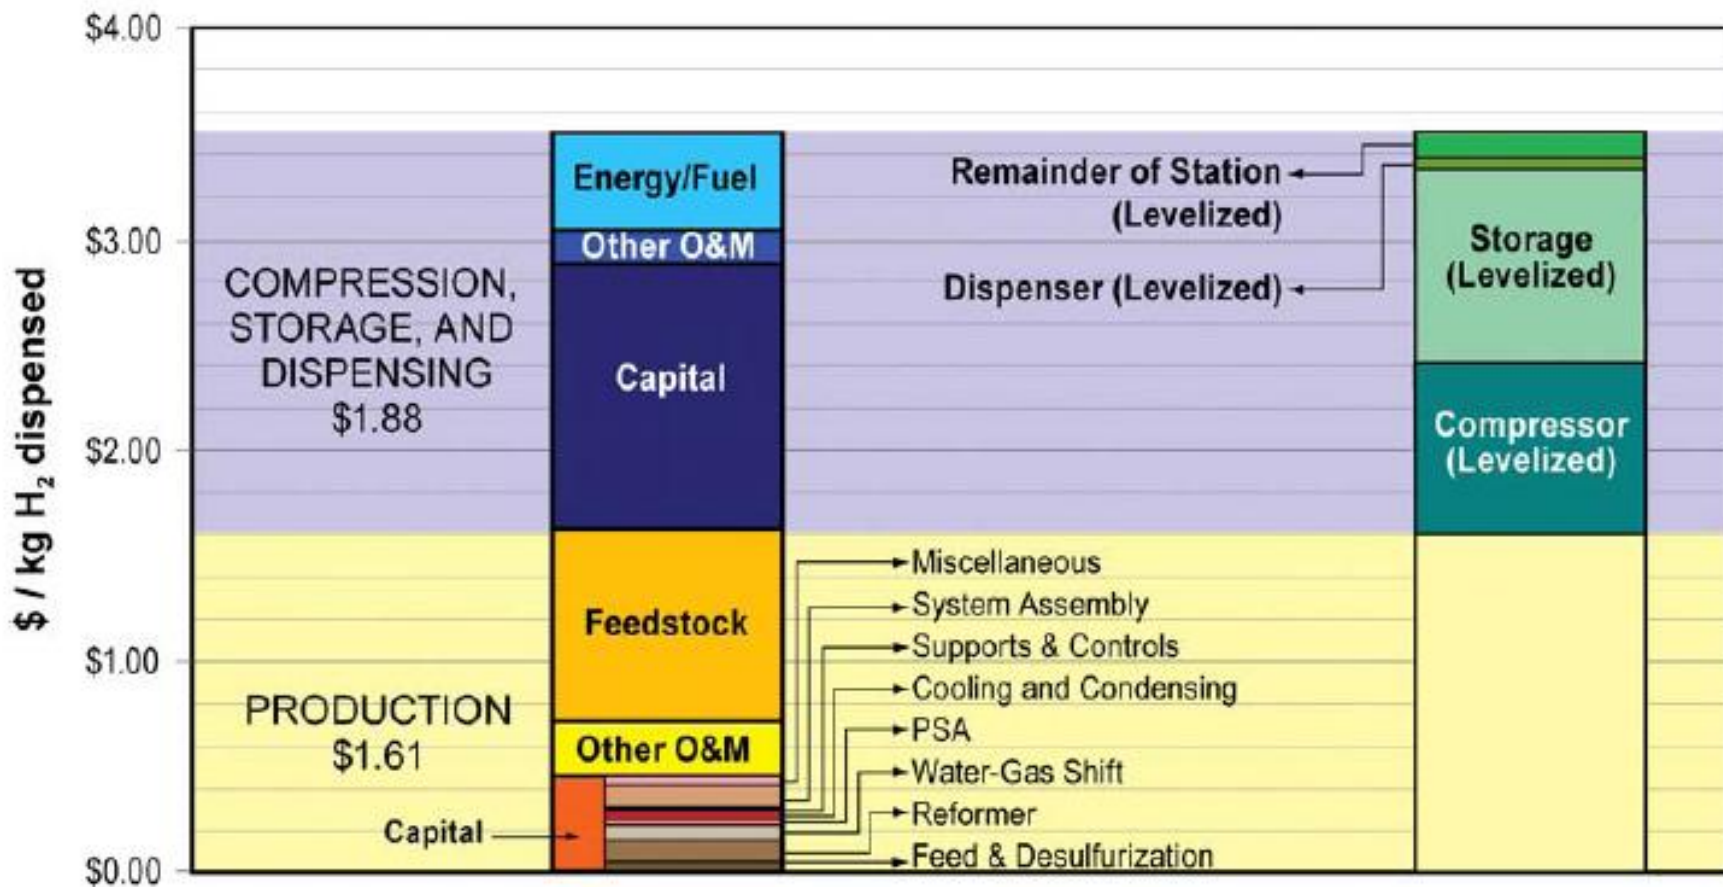 $4.00
$3.00
$2.00
$1.00
$0.00
$ / kg H₂ dispensed
COMPRESSION,
STORAGE, AND
DISPENSING
$1.88
PRODUCTION
$1.61
Capital
Energy/Fuel
Other O&M
Capital
Feedstock
Other O&M
Remainder of Station
(Levelized)
Dispenser (Levelized)
Miscellaneous
System Assembly
Supports & Controls
Cooling and Condensing
PSA
Water-Gas Shift
Reformer
Feed & Desulfurization
Storage
(Levelized)
Compressor
(Levelized)